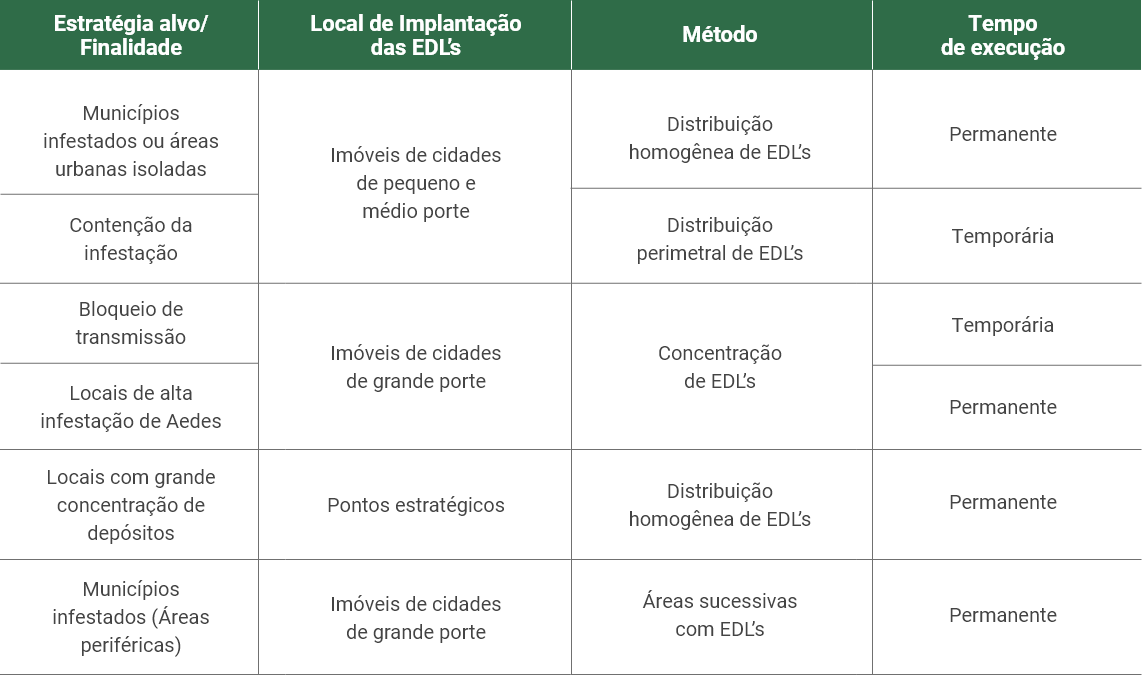 Estratégia alvo/
Finalidade
Local de Implantação
das EDL's
Método
Tempo
de execução
Municípios
infestados ou áreas
urbanas isoladas
Imóveis de cidades
de pequeno e
médio porte
Distribuição
homogênea de EDL's
Permanente
Contenção da
infestação
Distribuição
perimetral de EDL's
Temporária
Bloqueio de
transmissão
Imóveis de cidades
de grande porte
Concentração
de EDL's
Temporária
Locais de alta
infestação de Aedes
Permanente
Locais com grande
concentração de
depósitos
Pontos estratégicos
Distribuição
homogênea de EDL's
Permanente
Municípios
infestados (Áreas
periféricas)
Imóveis de cidades
de grande porte
Áreas sucessivas
com EDL's
Permanente